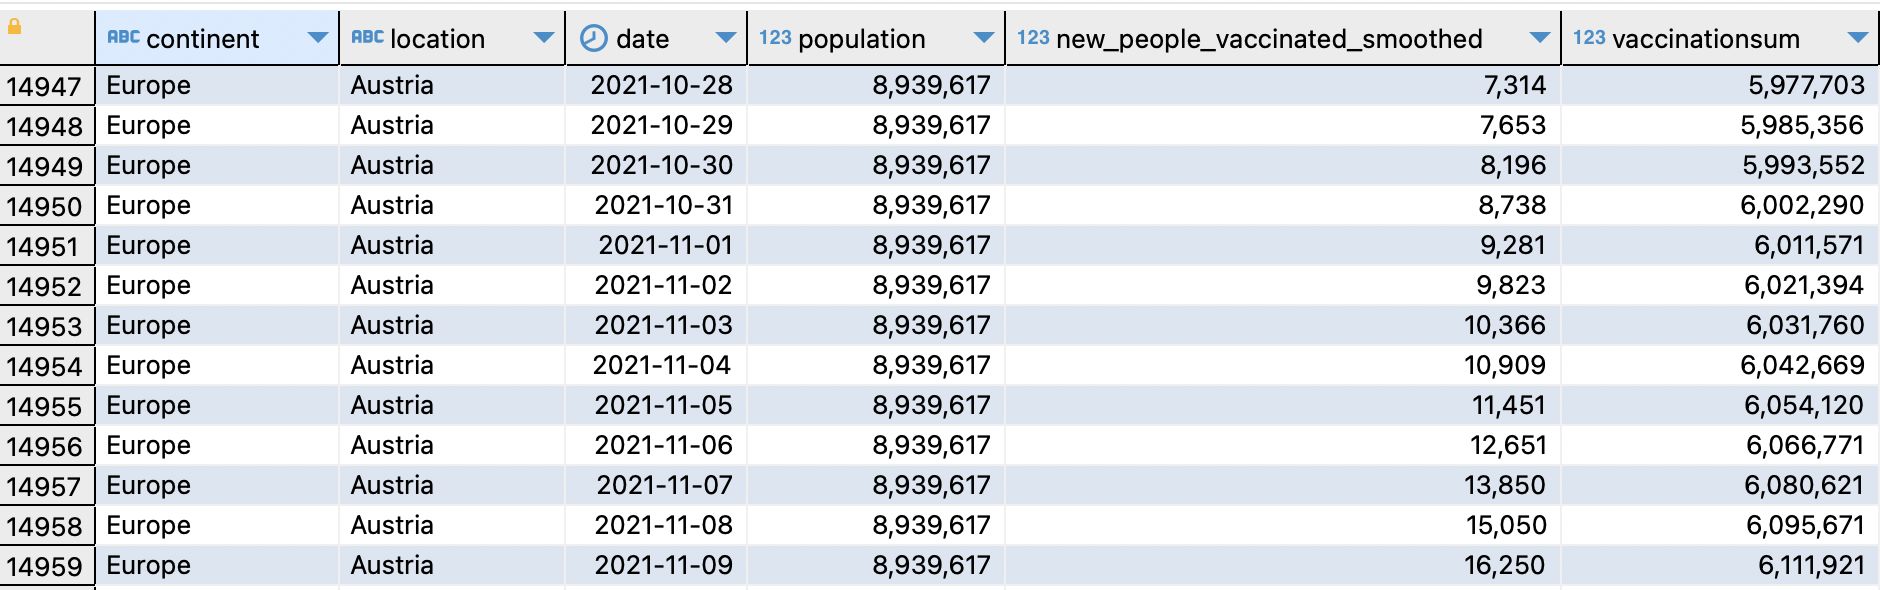 ABC continent ABC location date 123 population 123 new_people_vaccinated_smoothed 123 vaccinationsum
14947 Europe Austria 2021-10-28 8,939,617 7,314 5,977,703
14948 Europe Austria 2021-10-29 8,939,617 7,653 5,985,356
14949 Europe Austria 2021-10-30 8,939,617 8,196 5,993,552
14950 Europe Austria 2021-10-31 8,939,617 8,738 6,002,290
14951 Europe Austria 2021-11-01 8,939,617 9,281 6,011,571
14952 Europe Austria 2021-11-02 8,939,617 9,823 6,021,394
14953 Europe Austria 2021-11-03 8,939,617 10,366 6,031,760
14954 Europe Austria 2021-11-04 8,939,617 10,909 6,042,669
14955 Europe Austria 2021-11-05 8,939,617 11,451 6,054,120
14956 Europe Austria 2021-11-06 8,939,617 12,651 6,066,771
14957 Europe Austria 2021-11-07 8,939,617 13,850 6,080,621
14958 Europe Austria 2021-11-08 8,939,617 15,050 6,095,671
14959 Europe Austria 2021-11-09 8,939,617 16,250 6,111,921